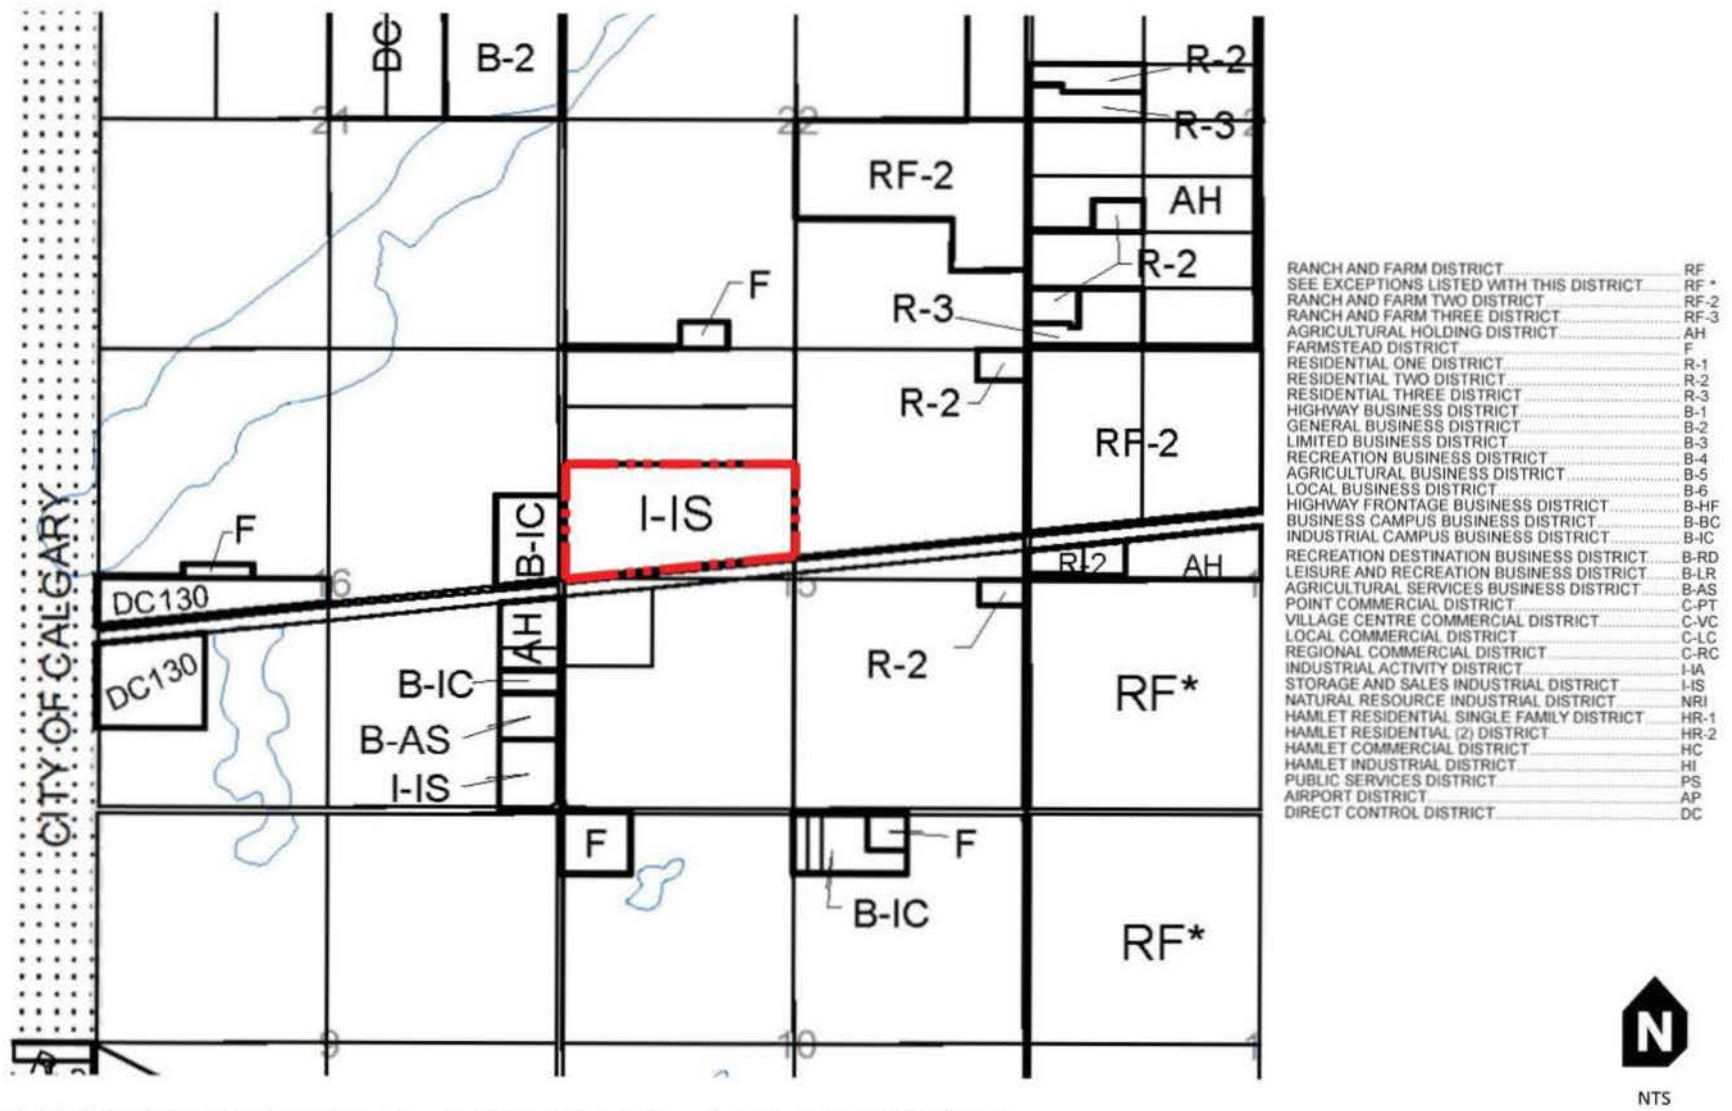 DC
B-2
R-2
21
22
R-3
RF-2
AH
R-2
F
R-3
R-2
RF-2
CITY OF CALGARY
I-IS
B-IC
F
16
15
DC130
R-2
AH
DC130
AH
B-IC
R-2
RF*
B-AS
I-IS
F
F
B-IC
RF*
9
10
RANCH AND FARM DISTRICT RF
SEE EXCEPTIONS LISTED WITH THIS DISTRICT RF *
RANCH AND FARM TWO DISTRICT RF-2
RANCH AND FARM THREE DISTRICT RF-3
AGRICULTURAL HOLDING DISTRICT AH
FARMSTEAD DISTRICT F
RESIDENTIAL ONE DISTRICT R-1
RESIDENTIAL TWO DISTRICT R-2
RESIDENTIAL THREE DISTRICT R-3
HIGHWAY BUSINESS DISTRICT B-1
GENERAL BUSINESS DISTRICT B-2
LIMITED BUSINESS DISTRICT B-3
RECREATION BUSINESS DISTRICT B-4
AGRICULTURAL BUSINESS DISTRICT B-5
LOCAL BUSINESS DISTRICT B-6
HIGHWAY FRONTAGE BUSINESS DISTRICT B-HF
BUSINESS CAMPUS BUSINESS DISTRICT B-BC
INDUSTRIAL CAMPUS BUSINESS DISTRICT B-IC
RECREATION DESTINATION BUSINESS DISTRICT B-RD
LEISURE AND RECREATION BUSINESS DISTRICT B-LR
AGRICULTURAL SERVICES BUSINESS DISTRICT B-AS
POINT COMMERCIAL DISTRICT C-PT
VILLAGE CENTRE COMMERCIAL DISTRICT C-VC
LOCAL COMMERCIAL DISTRICT C-LC
REGIONAL COMMERCIAL DISTRICT C-RC
INDUSTRIAL ACTIVITY DISTRICT I-IA
STORAGE AND SALES INDUSTRIAL DISTRICT I-IS
NATURAL RESOURCE INDUSTRIAL DISTRICT NRI
HAMLET RESIDENTIAL SINGLE FAMILY DISTRICT HR-1
HAMLET RESIDENTIAL (2) DISTRICT HR-2
HAMLET COMMERCIAL DISTRICT HC
HAMLET INDUSTRIAL DISTRICT HI
PUBLIC SERVICES DISTRICT PS
AIRPORT DISTRICT AP
DIRECT CONTROL DISTRICT DC
N
NTS